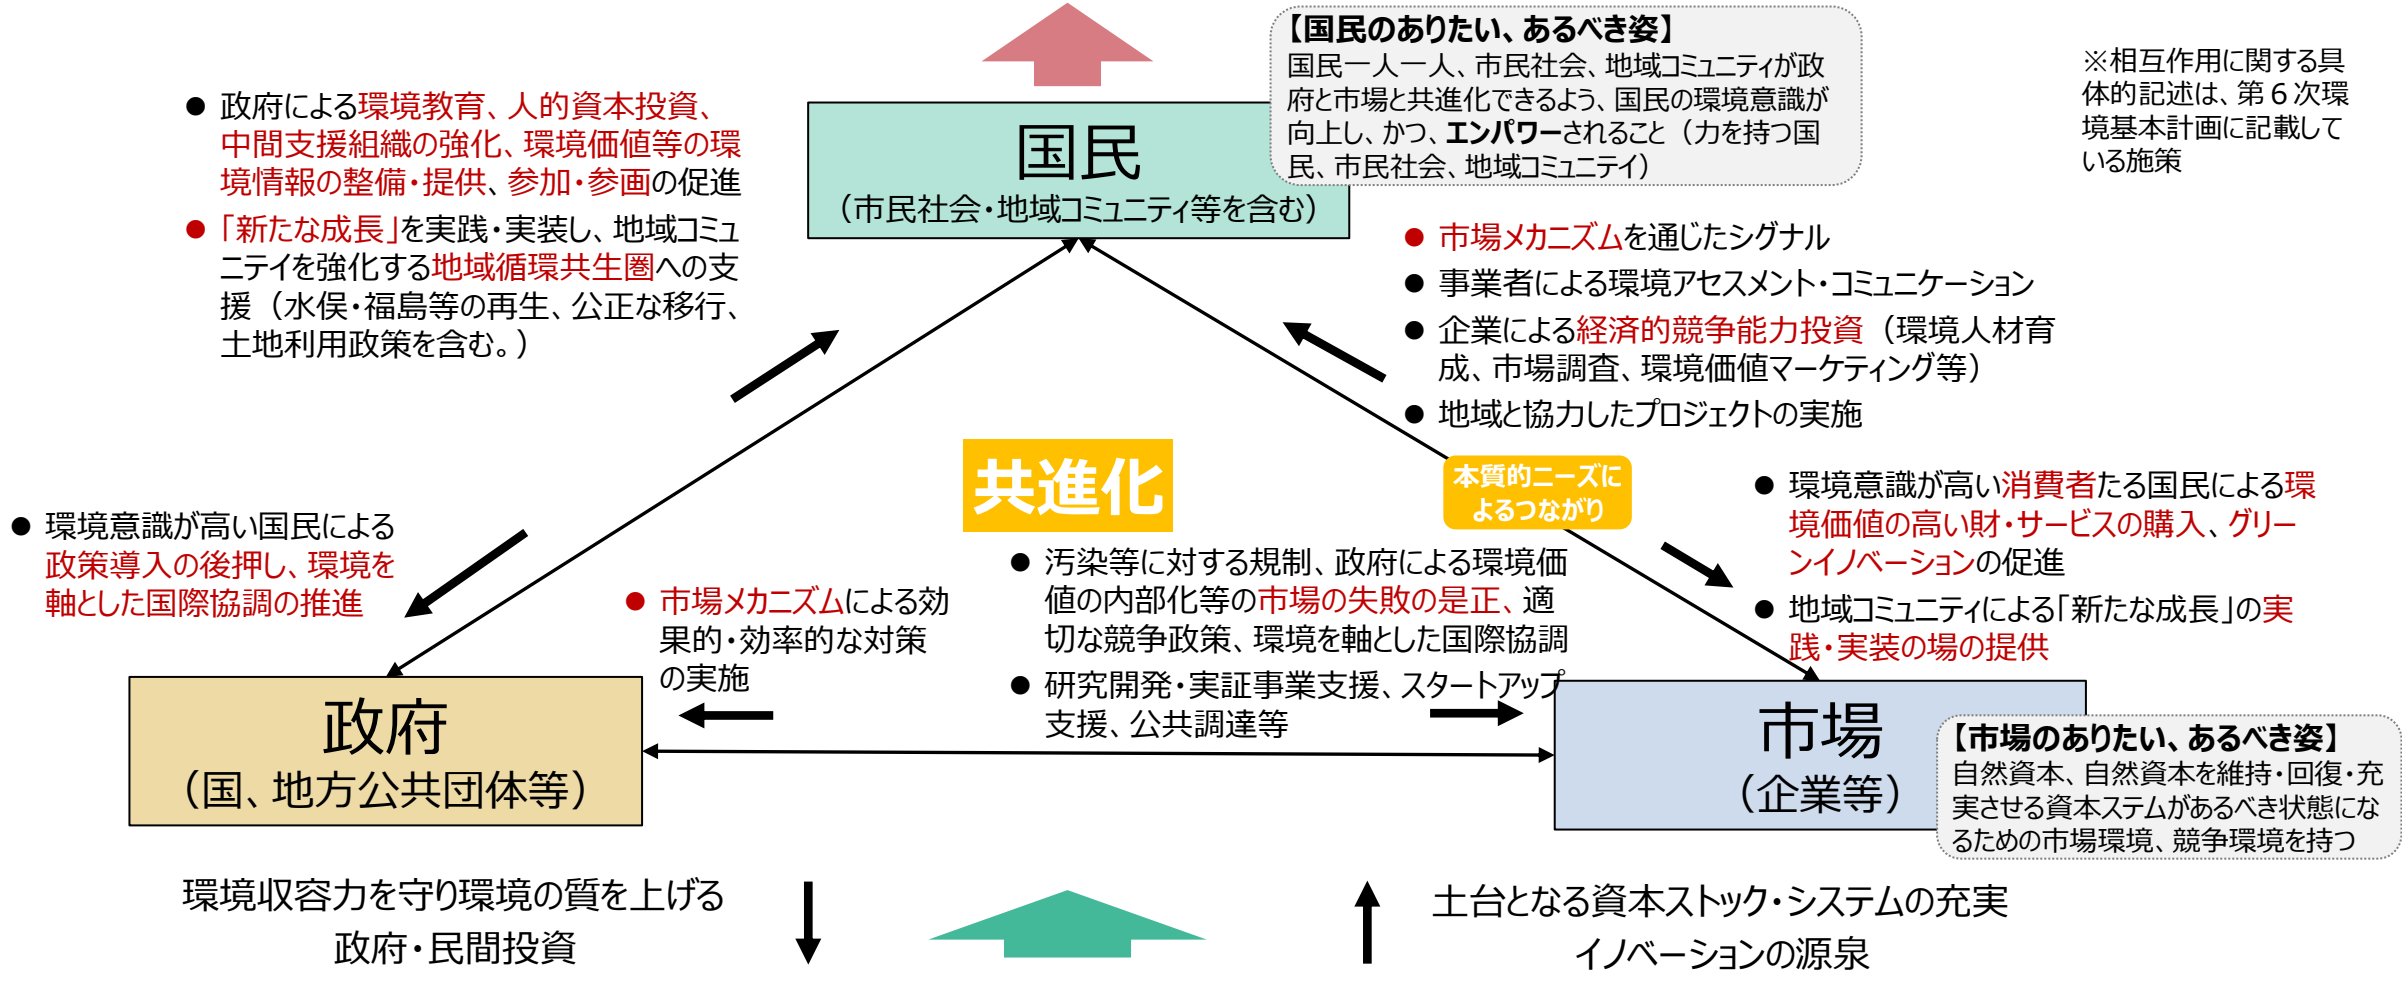 【国民のありたい、あるべき姿】
国民一人一人、市民社会、地域コミュニティが政
府と市場と共進化できるよう、国民の環境意識が
向上し、かつ、エンパワーされること（力を持つ国
民、市民社会、地域コミュニテイ）
※相互作用に関する具
体的記述は、第６次環
境基本計画に記載して
いる施策
● 政府による環境教育、人的資本投資、
中間支援組織の強化、環境価値等の環
境情報の整備・提供、参加・参画の促進
● 「新たな成長」を実践・実装し、地域コミュ
ニテイを強化する地域循環共生圏への支
援（水俣・福島等の再生、公正な移行、
土地利用政策を含む。）
国民
（市民社会・地域コミュニティ等を含む）
● 市場メカニズムを通じたシグナル
● 事業者による環境アセスメント・コミュニケーション
● 企業による経済的競争能力投資（環境人材育
成、市場調査、環境価値マーケティング等）
● 地域と協力したプロジェクトの実施
共進化
本質的ニーズに
よるつながり
● 環境意識が高い消費者たる国民による環
境価値の高い財・サービスの購入、グリー
ンイノベーションの促進
● 地域コミュニティによる「新たな成長」の実
践・実装の場の提供
● 環境意識が高い国民による
政策導入の後押し、環境を
軸とした国際協調の推進
● 市場メカニズムによる効
果的・効率的な対策
の実施
● 汚染等に対する規制、政府による環境価
値の内部化等の市場の失敗の是正、適
切な競争政策、環境を軸とした国際協調
● 研究開発・実証事業支援、スタートアップ
支援、公共調達等
政府
（国、地方公共団体等）
市場
（企業等）
【市場のありたい、あるべき姿】
自然資本、自然資本を維持・回復・充
実させる資本ステムがあるべき状態にな
るための市場環境、競争環境を持つ
環境収容力を守り環境の質を上げる
政府・民間投資
土台となる資本ストック・システムの充実
イノベーションの源泉